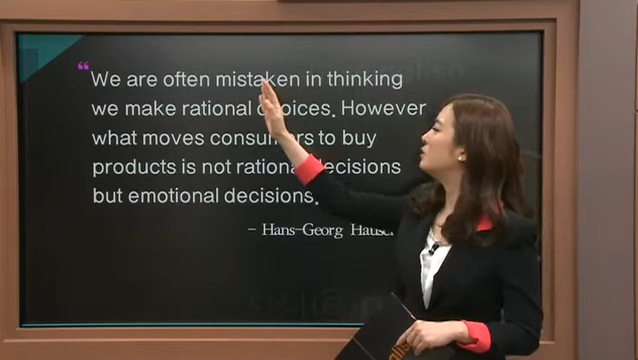 “We are often mistaken in thinking
we make rational choices. However
what moves consumers to buy
products is not rational decisions
but emotional decisions.
- Hans-Georg